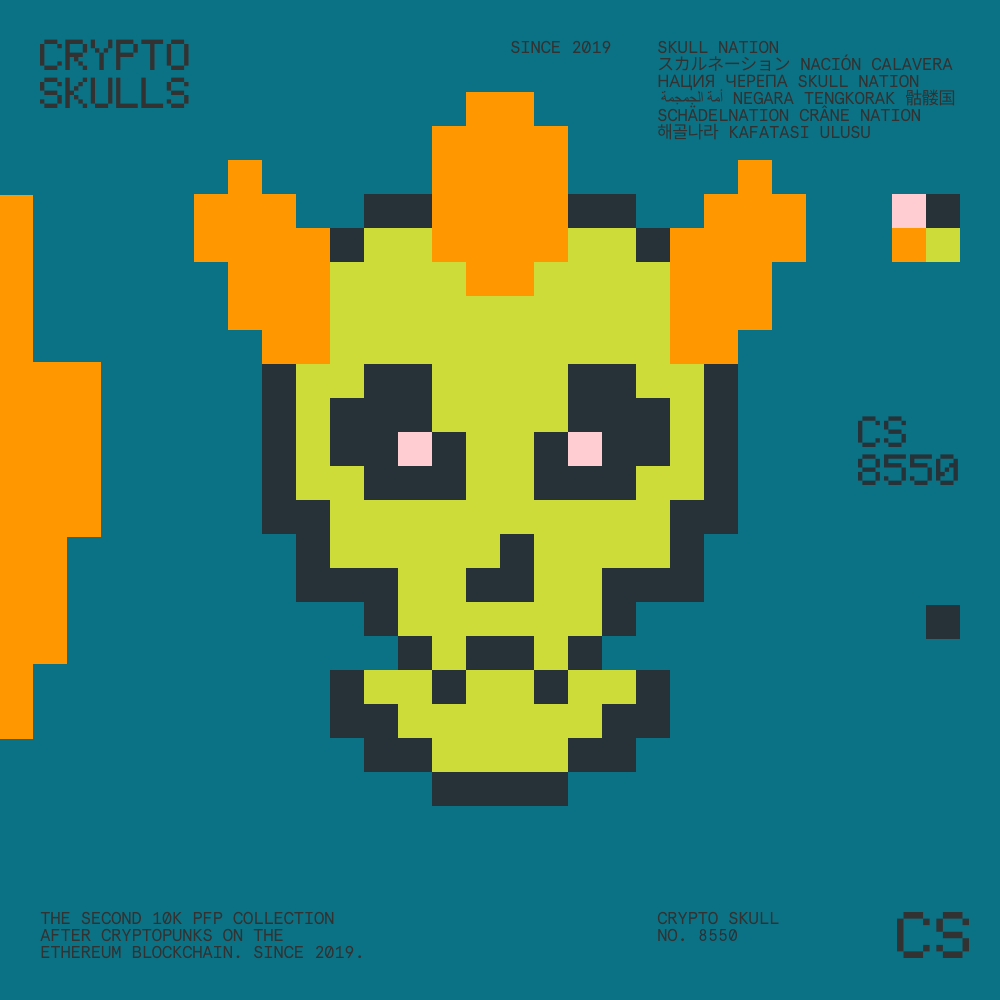 CRYPTO
SKULLS
SINCE 2019
SKULL NATION
スカルネーション NACIÓN CALAVERA
НАЦИЯ ЧЕРЕПА SKULL NATION
أمة الجمجمة NEGARA TENGKORAK 骷髅国
SCHÄDELNATION CRÂNE NATION
해골나라 KAFATASI ULUSU
CS
8550
THE SECOND 10K PFP COLLECTION
AFTER CRYPTOPUNKS ON THE
ETHEREUM BLOCKCHAIN. SINCE 2019.
CRYPTO SKULL
NO. 8550
CS